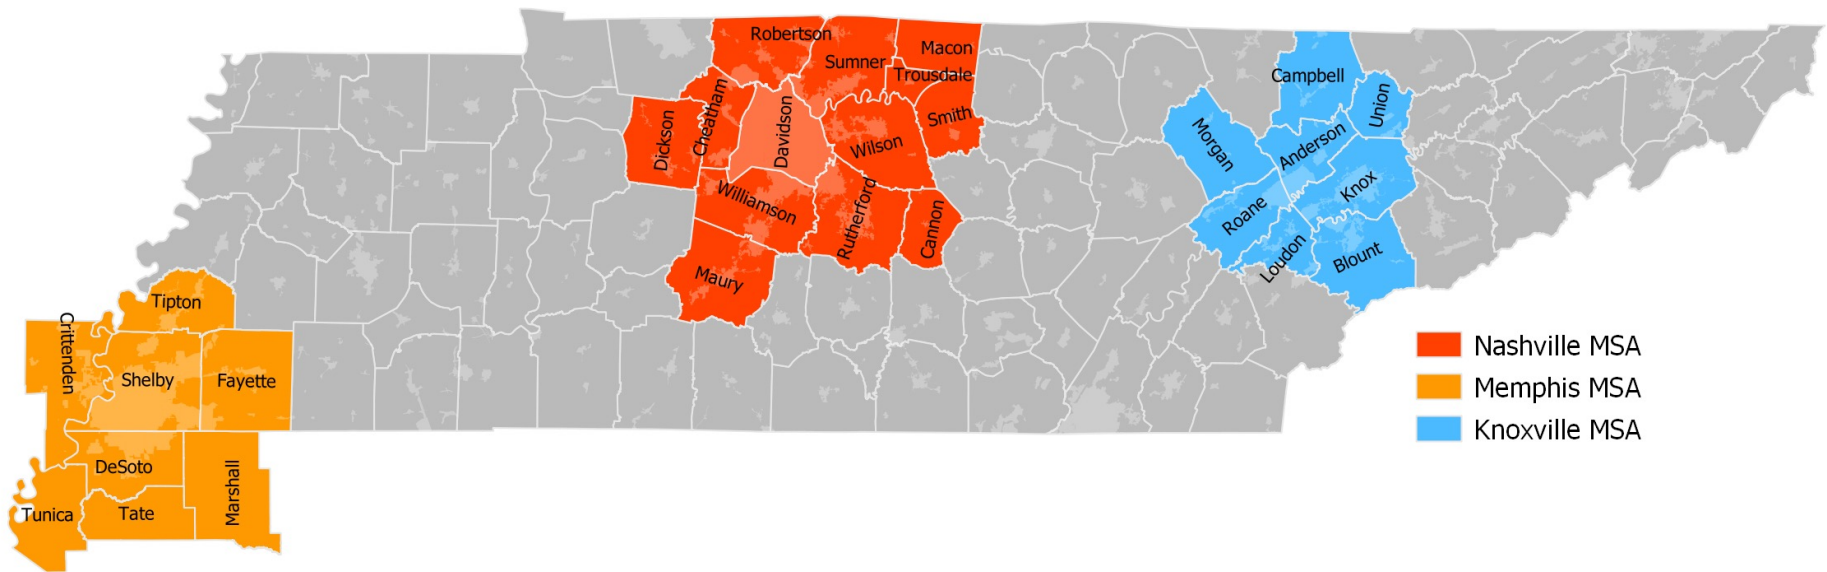 Robertson
Sumner
Macon
Trousdale
Smith
Dickson
Cheatham
Davidson
Wilson
Williamson
Rutherford
Cannon
Maury
Campbell
Union
Morgan
Anderson
Knox
Roane
Loudon
Blount
Tipton
Crittenden
Shelby
Fayette
DeSoto
Marshall
Tunica
Tate
Nashville MSA
Memphis MSA
Knoxville MSA